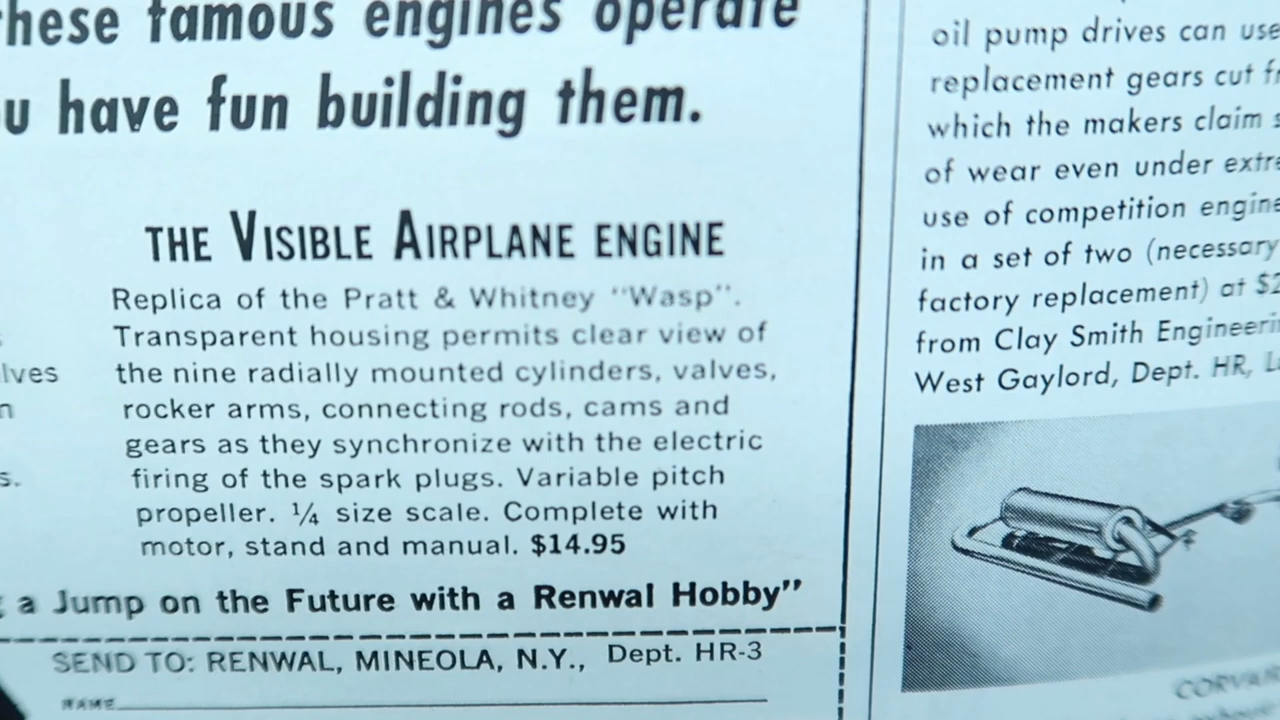 these famous engines operate
u have fun building them.
THE VISIBLE AIRPLANE ENGINE
Replica of the Pratt & Whitney "Wasp".
Transparent housing permits clear view of
the nine radially mounted cylinders, valves,
rocker arms, connecting rods, cams and
gears as they synchronize with the electric
firing of the spark plugs. Variable pitch
propeller. ¼ size scale. Complete with
motor, stand and manual. $14.95
a Jump on the Future with a Renwal Hobby"
SEND TO: RENWAL, MINEOLA, N.Y., Dept. HR-3
NAME
lves
n
s.
oil pump drives can use
replacement gears cut fr
which the makers claim s
of wear even under extre
use of competition engine
in a set of two (necessary
factory replacement) at $2
from Clay Smith Engineeri
West Gaylord, Dept. HR, L
CORVAIR